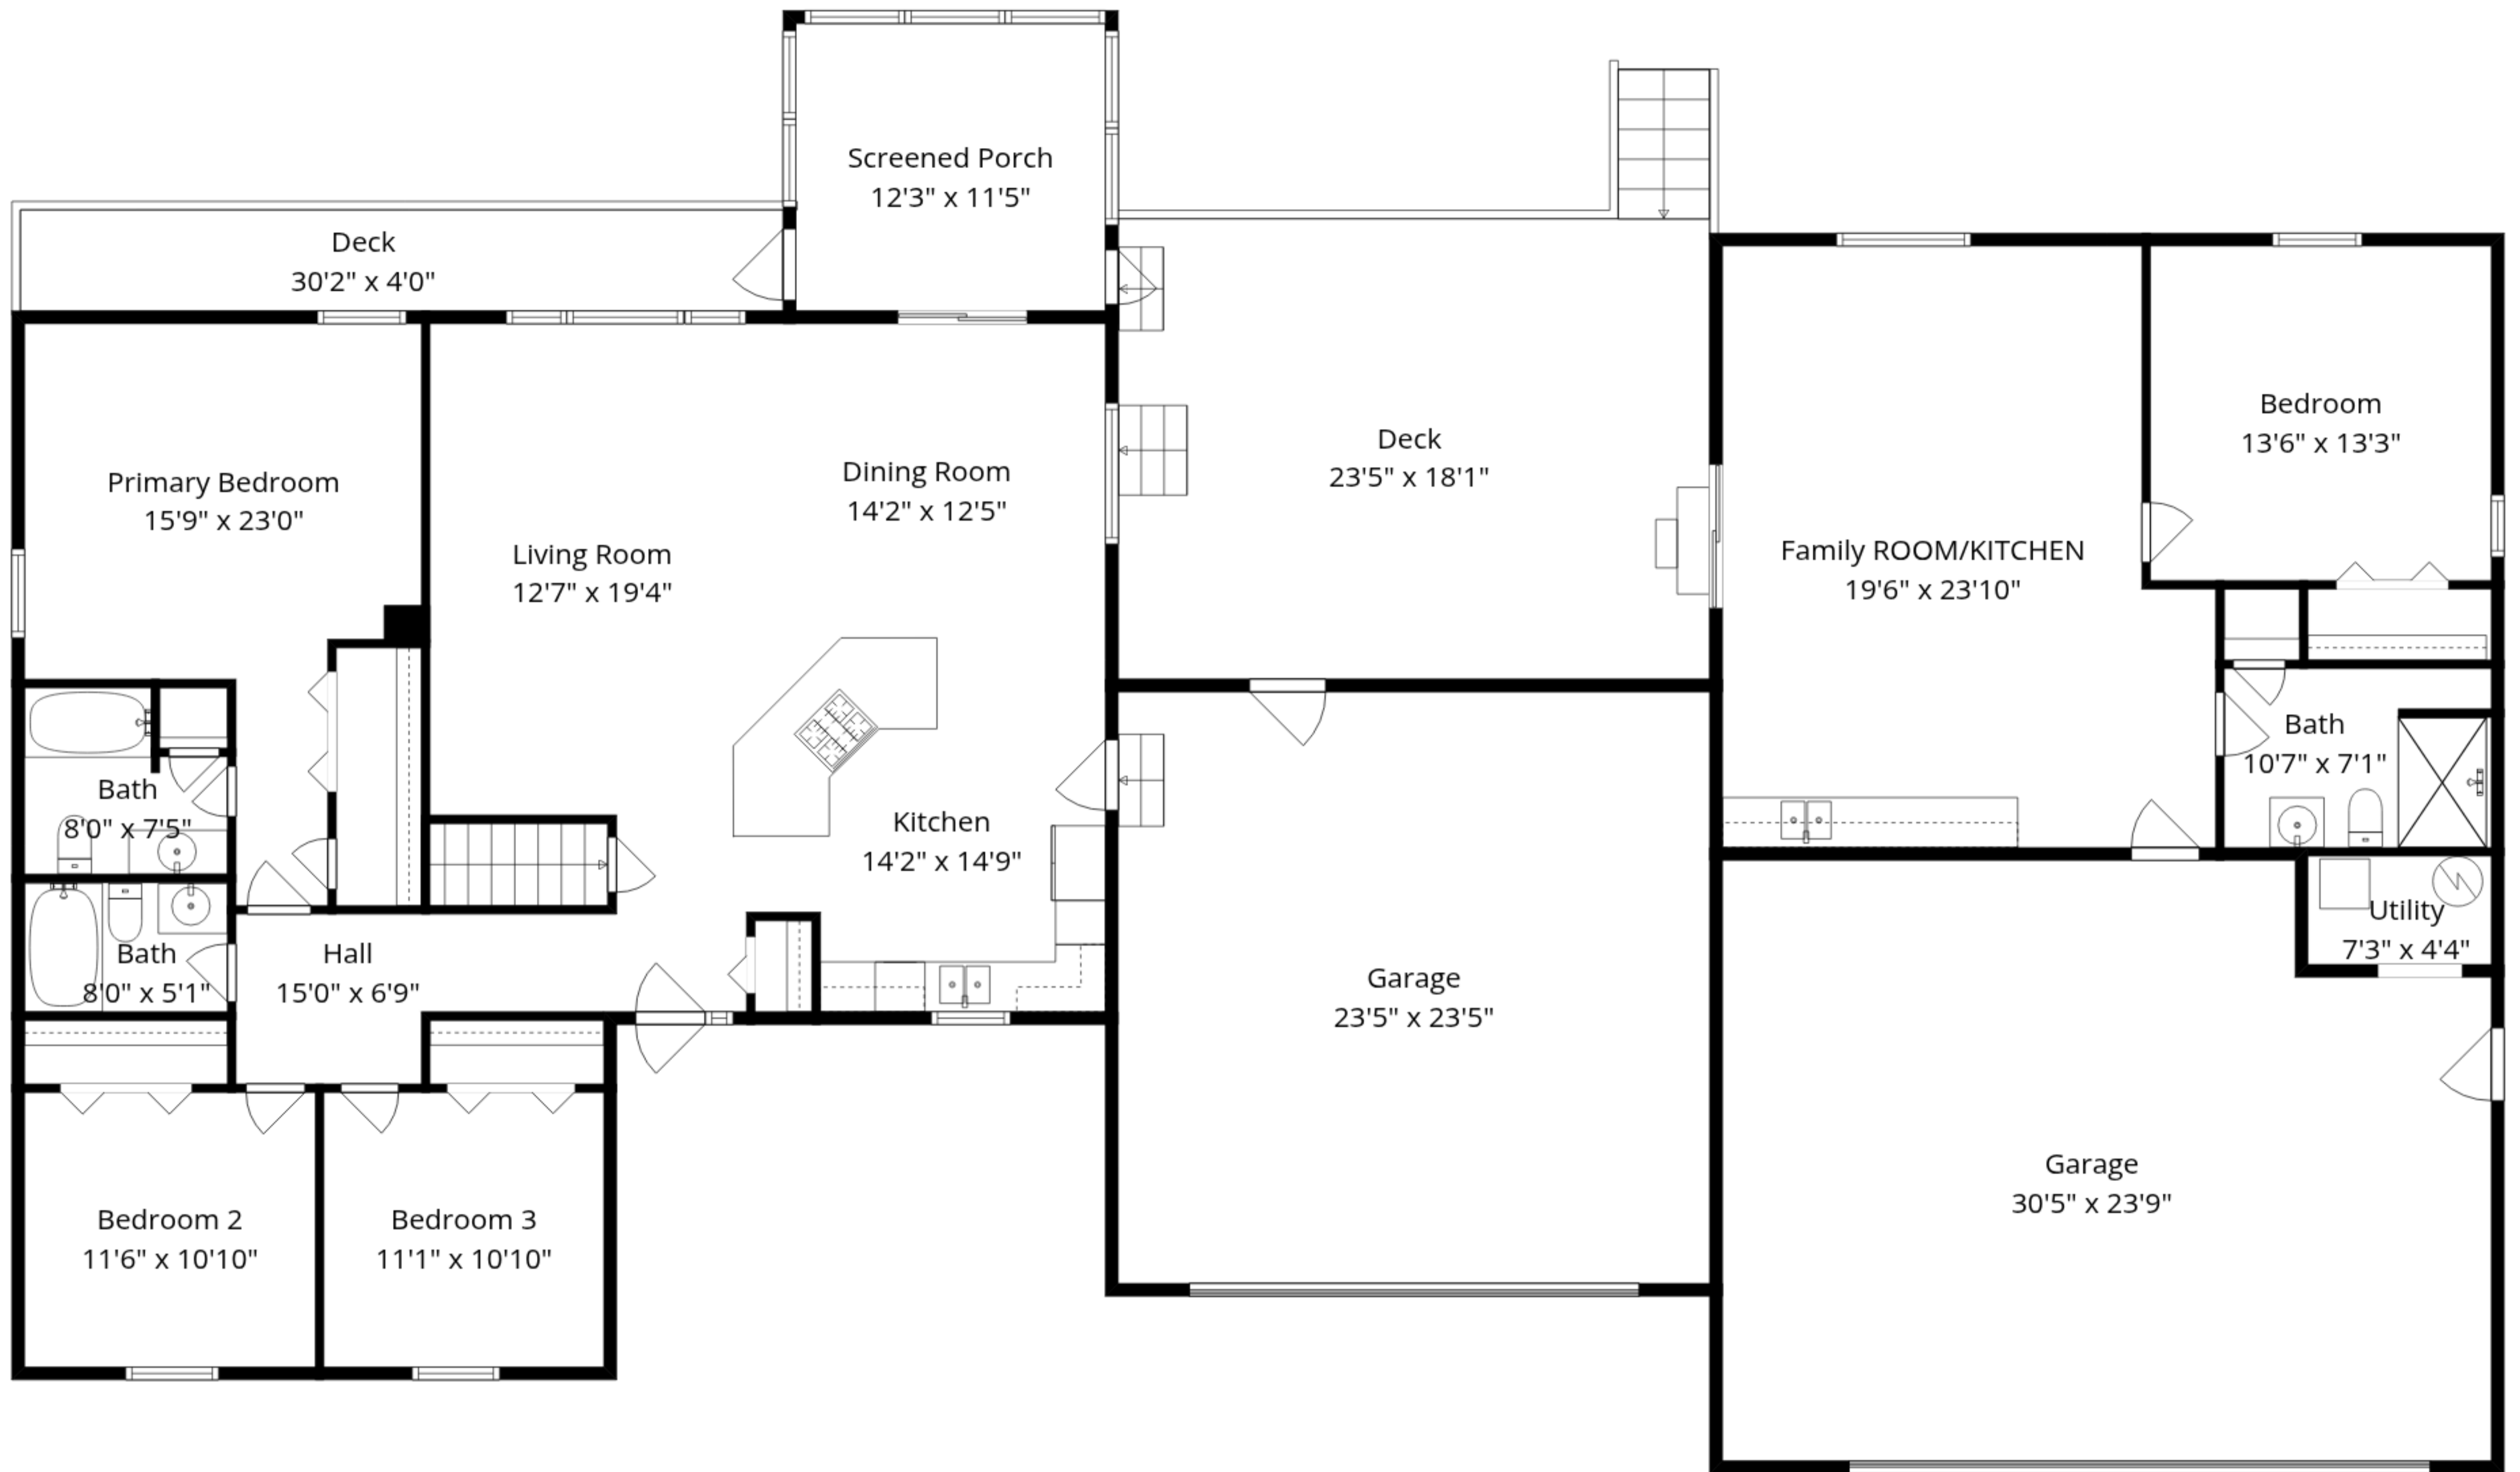 Screened Porch
12'3" x 11'5"
Deck
30'2" x 4'0"
Primary Bedroom
15'9" x 23'0"
Living Room
12'7" x 19'4"
Dining Room
14'2" x 12'5"
Deck
23'5" x 18'1"
Family ROOM/KITCHEN
19'6" x 23'10"
Bedroom
13'6" x 13'3"
Bath
8'0" x 7'5"
Kitchen
14'2" x 14'9"
Bath
10'7" x 7'1"
Bath
8'0" x 5'1"
Hall
15'0" x 6'9"
Garage
23'5" x 23'5"
Utility
7'3" x 4'4"
Bedroom 2
11'6" x 10'10"
Bedroom 3
11'1" x 10'10"
Garage
30'5" x 23'9"